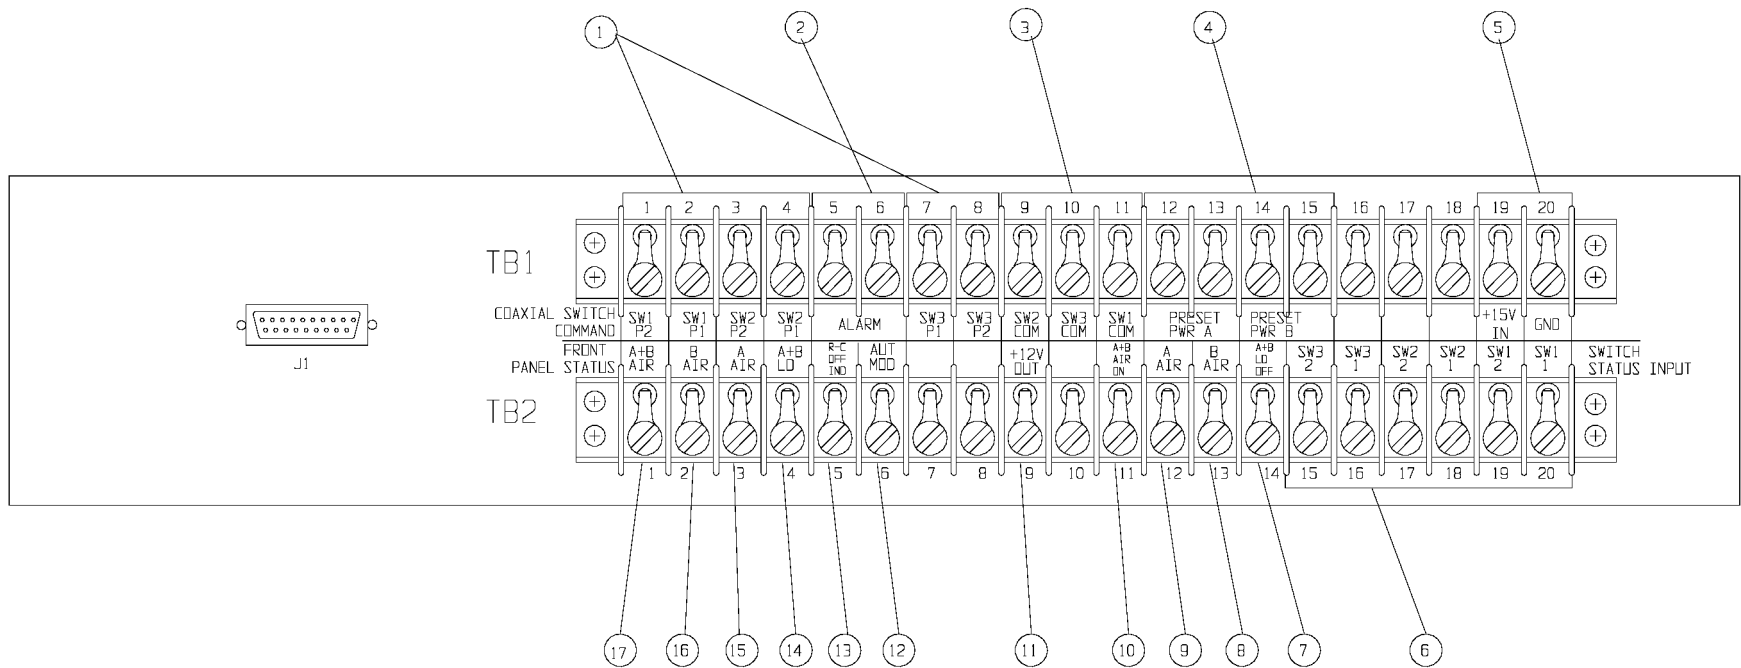 1 2 3 4 5
1 2 3 4 5 6 7 8 9 10 11 12 13 14 15 16 17 18 19 20
TB1
COAXIAL SWITCH
COMMAND
SW1
P2
SW1
P1
SW2
P2
SW2
P1
ALARM
SW3
P1
SW3
P2
SW2
COM
SW3
COM
SW1
COM
PRESET
PWR A
PRESET
PWR B
+15V
IN
GND
J1
FRONT
PANEL STATUS
A+B
AIR
B
AIR
A
AIR
A+B
LD
R-C
OFF
IND
AUT
MOD
+12V
OUT
A+B
AIR
ON
A
AIR
B
AIR
A+B
LD
OFF
SW3
2
SW3
1
SW2
2
SW2
1
SW1
2
SW1
1
SWITCH
STATUS INPUT
TB2
1 2 3 4 5 6 7 8 9 10 11 12 13 14 15 16 17 18 19 20
17 16 15 14 13 12 11 10 9 8 7 6